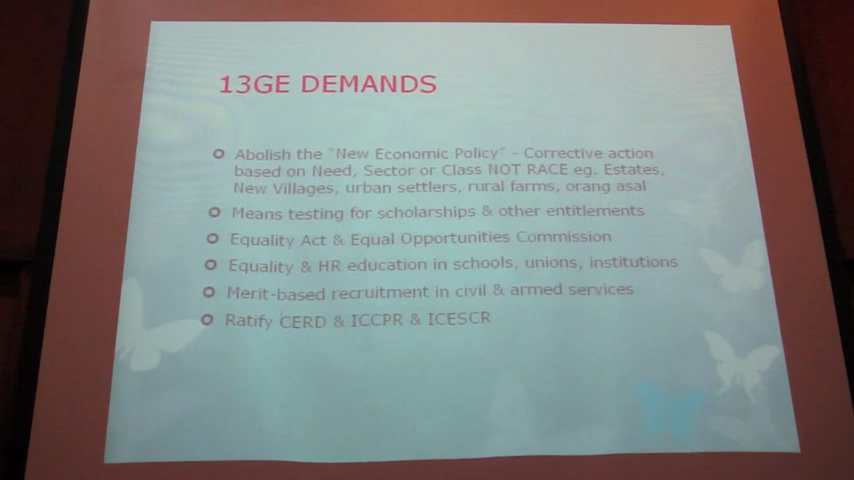 13GE DEMANDS
Abolish the "New Economic Policy" - Corrective action
based on Need, Sector or Class NOT RACE eg. Estates,
New Villages, urban settlers, rural farms, orang asal
Means testing for scholarships & other entitlements
Equality Act & Equal Opportunities Commission
Equality & HR education in schools, unions, institutions
Merit-based recruitment in civil & armed services
Ratify CERD & ICCPR & ICESCR